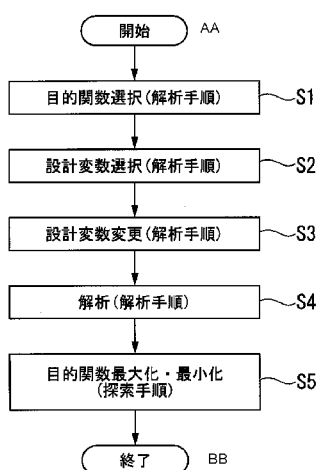 開始 AA
目的関数選択(解析手順) S1
設計変数選択(解析手順) S2
設計変数変更(解析手順) S3
解析(解析手順) S4
目的関数最大化・最小化
(探索手順) S5
終了 BB